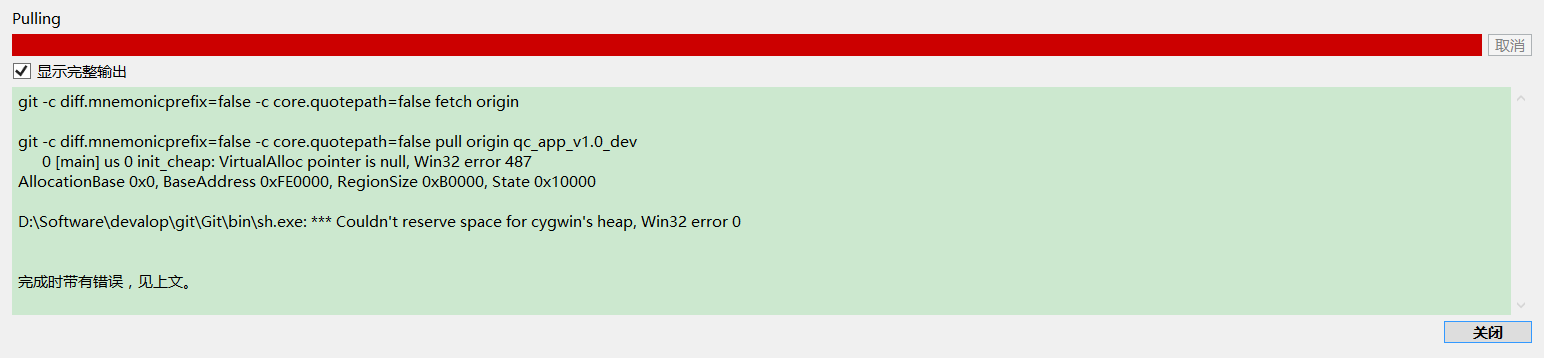 Pulling
取消
显示完整输出
git -c diff.mnemonicprefix=false -c core.quotepath=false fetch origin
git -c diff.mnemonicprefix=false -c core.quotepath=false pull origin qc_app_v1.0_dev
0 [main] us 0 init_cheap: VirtualAlloc pointer is null, Win32 error 487
AllocationBase 0x0, BaseAddress 0xFE0000, RegionSize 0xB0000, State 0x10000
D:\Software\devalop\git\Git\bin\sh.exe: *** Couldn't reserve space for cygwin's heap, Win32 error 0
完成时带有错误，见上文。
关闭